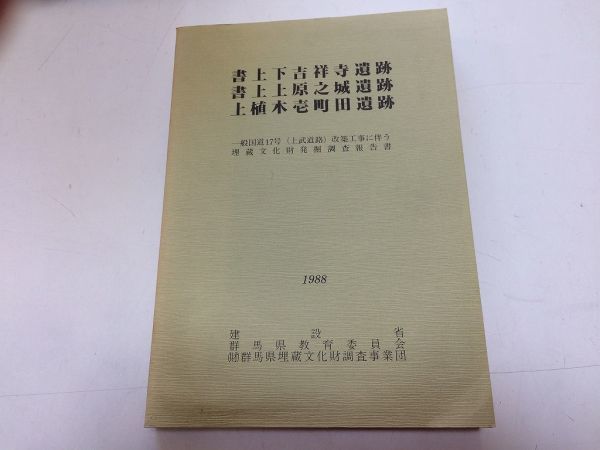 書上下吉祥寺遺跡
書上上原之城遺跡
上植木壱町田遺跡
一般国道17号（上武道路）改築工事に伴う
埋蔵文化財発掘調査報告書
1988
建設省
群馬県教育委員会
㈶群馬県埋蔵文化財調査事業団